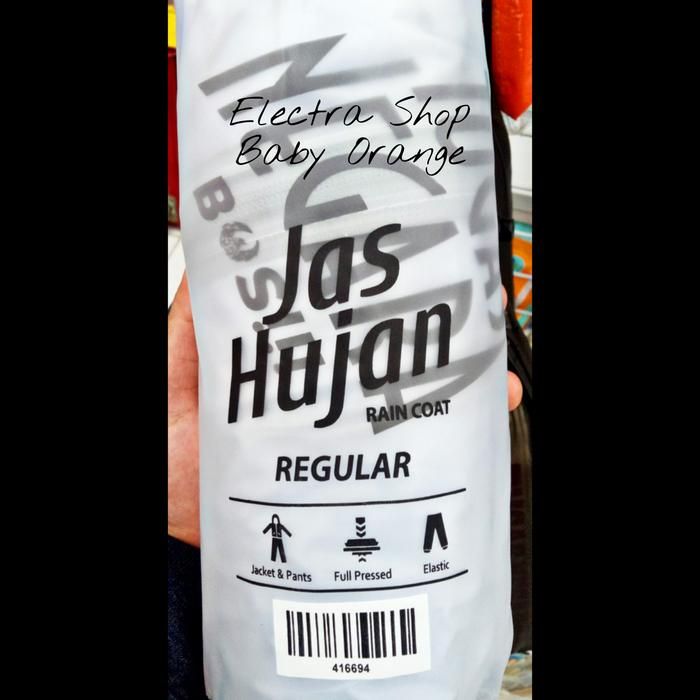 Electra Shop
Baby Orange
Jas
Hujan
RAIN COAT
REGULAR
Jacket & Pants
Full Pressed
Elastic
416694